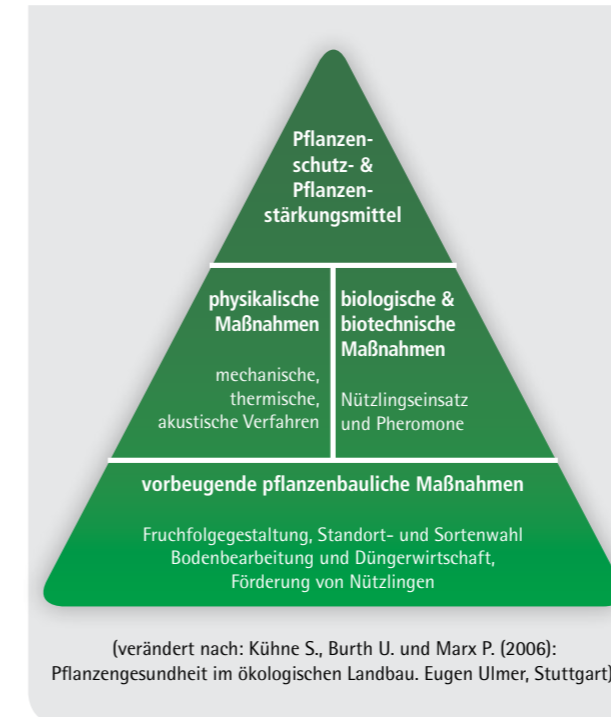 Pflanzen-
schutz- &
Pflanzen-
stärkungsmittel
physikalische
Maßnahmen
mechanische,
thermische,
akustische Verfahren
biologische &
biotechnische
Maßnahmen
Nützlingseinsatz
und Pheromone
vorbeugende pflanzenbauliche Maßnahmen
Fruchfolgegestaltung, Standort- und Sortenwahl
Bodenbearbeitung und Düngerwirtschaft,
Förderung von Nützlingen
(verändert nach: Kühne S., Burth U. und Marx P. (2006):
Pflanzengesundheit im ökologischen Landbau. Eugen Ulmer, Stuttgart)